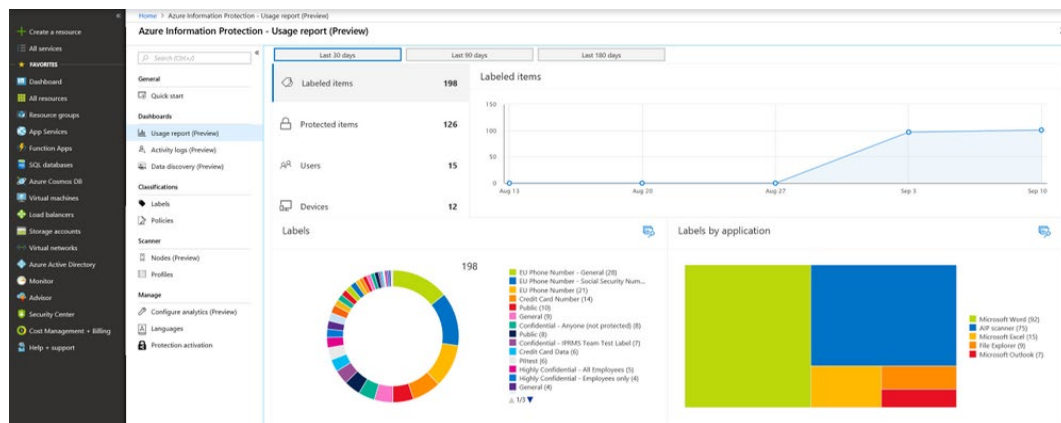 Home > Azure Information Protection - Usage report (Preview)
Azure Information Protection - Usage report (Preview)
Create a resource
All services
FAVORITES
Dashboard
All resources
Resource groups
App Services
Function Apps
SQL databases
Azure Cosmos DB
Virtual machines
Load balancers
Storage accounts
Virtual networks
Azure Active Directory
Monitor
Advisor
Security Center
Cost Management + Billing
Help + support
Search (Ctrl+/)
General
Quick start
Dashboards
Usage report (Preview)
Activity logs (Preview)
Data discovery (Preview)
Classifications
Labels
Policies
Scanner
Nodes (Preview)
Profiles
Manage
Configure analytics (Preview)
Languages
Protection activation
Last 30 days
Last 90 days
Last 180 days
Labeled items 198
Protected items 126
Users 15
Devices 12
Labeled items
150
100
50
0
Aug 13
Aug 20
Aug 27
Sep 3
Sep 10
Labels
198
EU Phone Number - General (28)
EU Phone Number - Social Security Num...
EU Phone Number (21)
Credit Card Number (14)
Public (10)
General (9)
Confidential - Anyone (not protected) (8)
Public (8)
Confidential - IPRMS Team Test Label (7)
Credit Card Data (6)
PIItest (6)
Highly Confidential - All Employees (5)
Highly Confidential - Employees only (4)
General (4)
1/3
Labels by application
Microsoft Word (92)
AIP scanner (75)
Microsoft Excel (15)
File Explorer (9)
Microsoft Outlook (7)